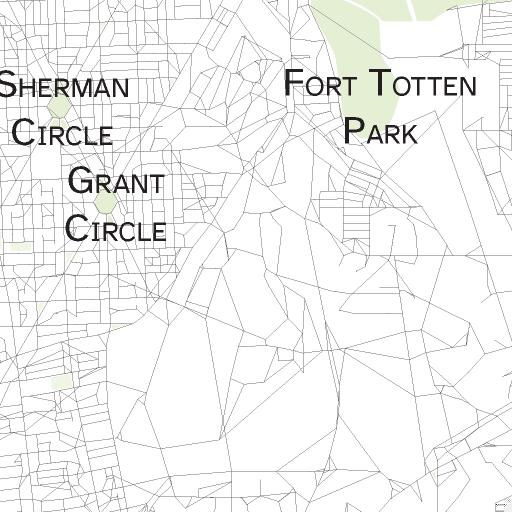 Sherman
Circle
Fort Totten
Park
Grant
Circle